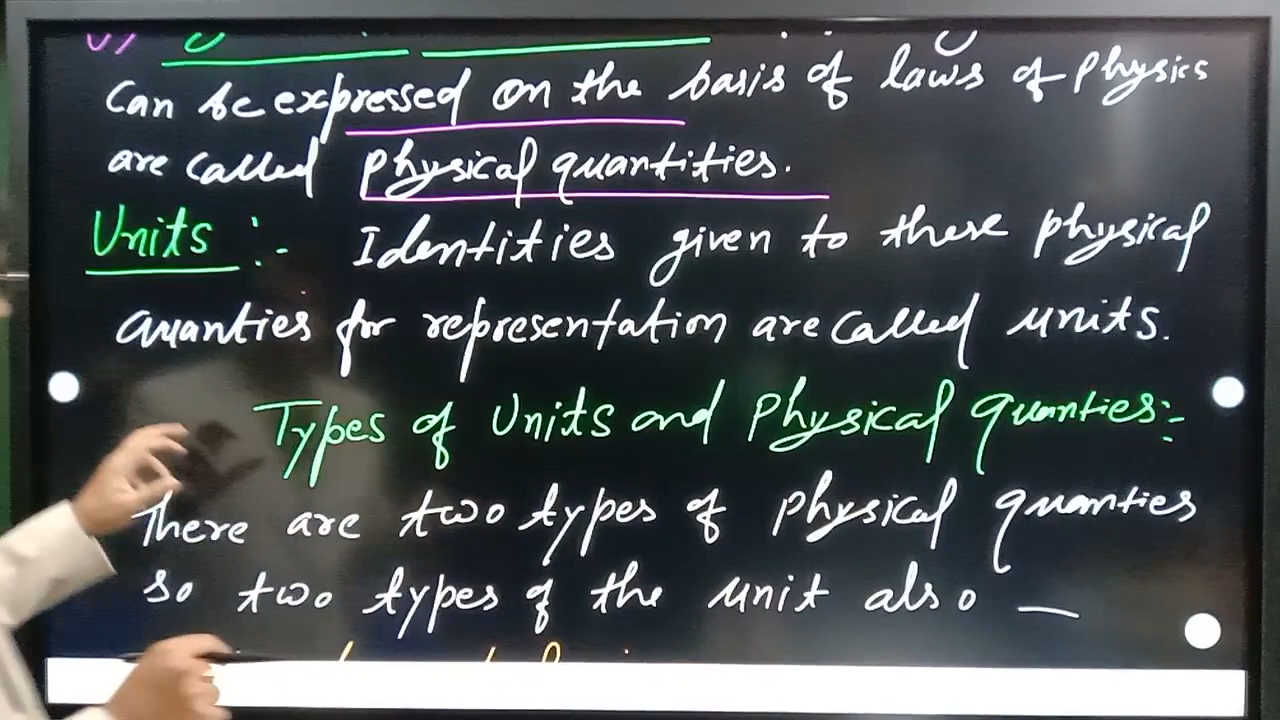 Can be expressed on the basis of laws of physics
are called physical quantities.
Units :- Identities given to these physical
quanties for representation are called units.
Types of Units and Physical quanties:-
There are two types of physical quanties
so two types of the unit also —